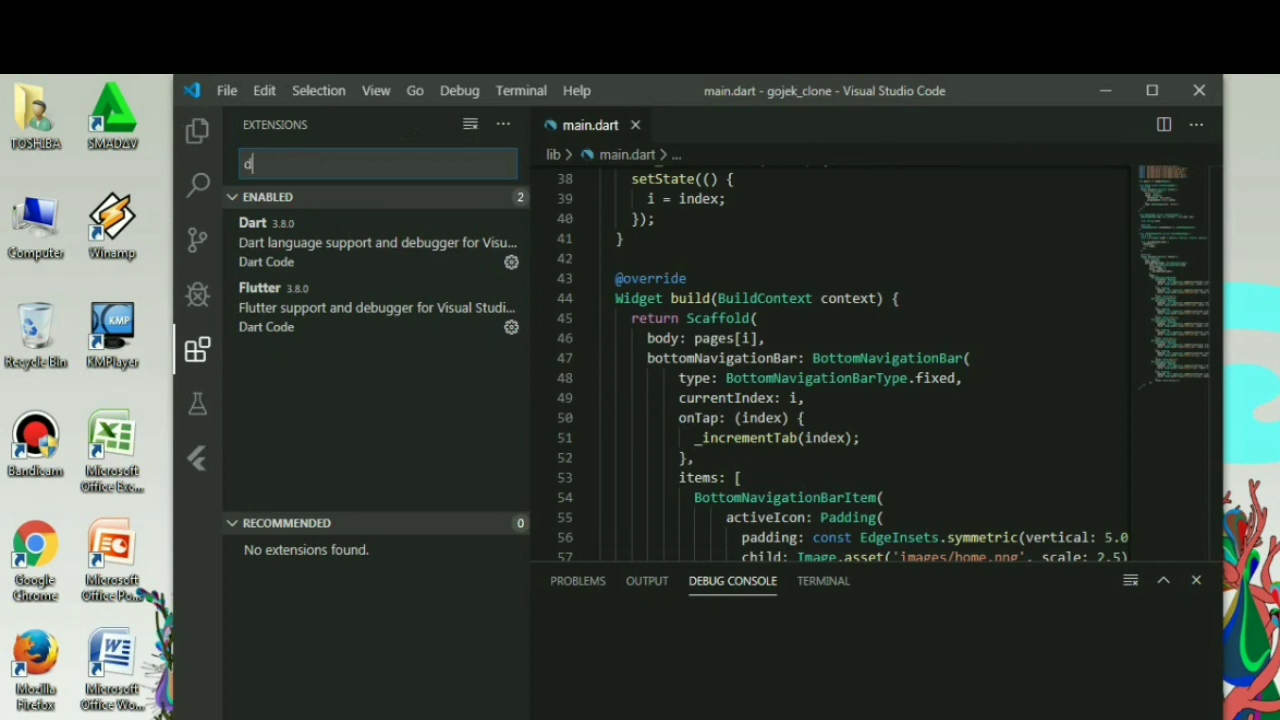 TOSHIBA
SMADΔV
Computer
Winamp
Recycle Bin
KMP
KMPlayer
Bandicam
Microsoft
Office Exc...
Google
Chrome
Microsoft
Office Po...
Mozilla
Firefox
Microsoft
Office Wo...
File Edit Selection View Go Debug Terminal Help
main.dart - gojek_clone - Visual Studio Code
EXTENSIONS
d
ENABLED 2
Dart 3.8.0
Dart language support and debugger for Visu...
Dart Code
Flutter 3.8.0
Flutter support and debugger for Visual Studi...
Dart Code
RECOMMENDED 0
No extensions found.
main.dart
lib > main.dart > ...
38 setState(() {
39 i = index;
40 });
41 }
42
43 @override
44 Widget build(BuildContext context) {
45 return Scaffold(
46 body: pages[i],
47 bottomNavigationBar: BottomNavigationBar(
48 type: BottomNavigationBarType.fixed,
49 currentIndex: i,
50 onTap: (index) {
51 _incrementTab(index);
52 },
53 items: [
54 BottomNavigationBarItem(
55 activeIcon: Padding(
56 padding: const EdgeInsets.symmetric(vertical: 5.0
57 child: Image.asset('images/home.png', scale: 2.5)
PROBLEMS OUTPUT DEBUG CONSOLE TERMINAL